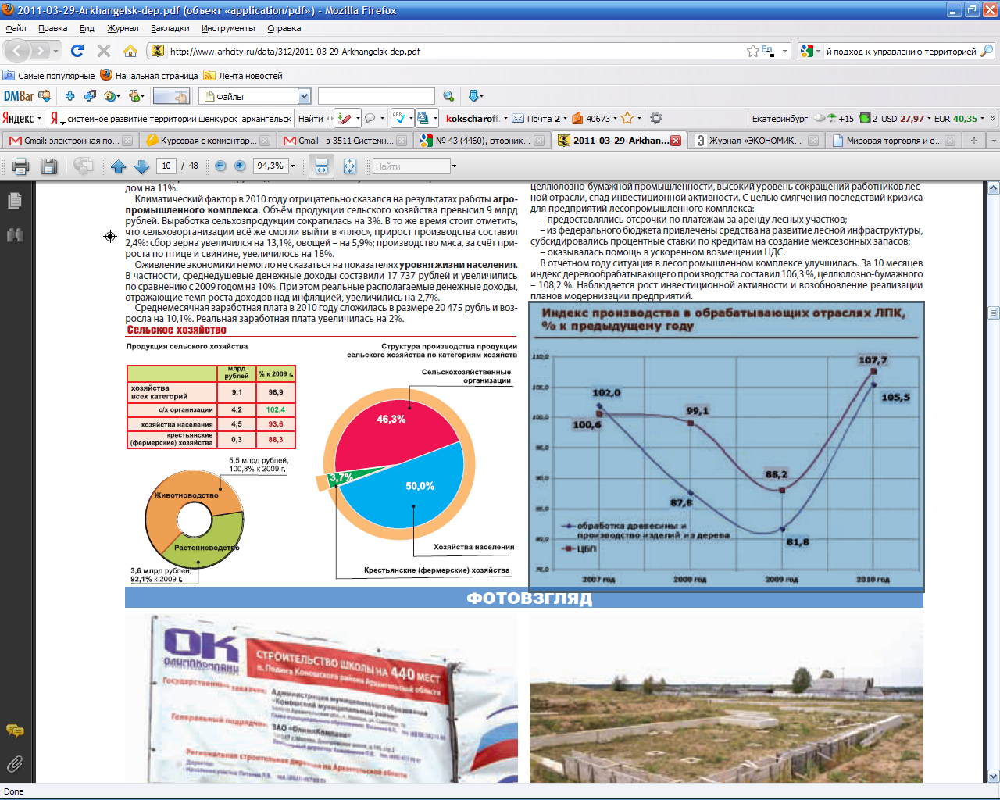 2011-03-29-Arkhangelsk-dep.pdf (объект «application/pdf») - Mozilla Firefox
Файл Правка Вид Журнал Закладки Инструменты Справка
http://www.arhcity.ru/data/312/2011-03-29-Arkhangelsk-dep.pdf
й подход к управлению территорией
Самые популярные Начальная страница Лента новостей
DMBar Файлы
Яндекс системное развитие территории шенкурск архангельск Найти kokscharoff. Почта 2 40673 Екатеринбург +15 2 USD 27,97 EUR 40,35
Gmail: электронная по... Курсовая с комментар... Gmail - з 3511 Системн... № 43 (4460), вторник... 2011-03-29-Arkhan... Журнал «ЭКОНОМИК... Мировая торговля и е...
10 / 48 94,3% Найти
дом на 11%.
Климатический фактор в 2010 году отрицательно сказался на результатах работы агро-
промышленного комплекса. Объём продукции сельского хозяйства превысил 9 млрд
рублей. Выработка сельхозпродукции сократилась на 3%. В то же время стоит отметить,
что сельхозорганизации всё же смогли выйти в «плюс», прирост производства составил
2,4%: сбор зерна увеличился на 13,1%, овощей – на 5,9%; производство мяса, за счёт при-
роста по птице и свинине, увеличилось на 18%.
Оживление экономики не могло не сказаться на показателях уровня жизни населения.
В частности, среднедушевые денежные доходы составили 17 737 рублей и увеличились
по сравнению с 2009 годом на 10%. При этом реальные располагаемые денежные доходы,
отражающие темп роста доходов над инфляцией, увеличились на 2,7%.
Среднемесячная заработная плата в 2010 году сложилась в размере 20 475 рубль и воз-
росла на 10,1%. Реальная заработная плата увеличилась на 2%.
Сельское хозяйство
Продукция сельского хозяйства
млрд рублей % к 2009 г.
хозяйства всех категорий 9,1 96,9
с/х организации 4,2 102,4
хозяйства населения 4,5 93,6
крестьянские (фермерские) хозяйства 0,3 88,3
5,5 млрд рублей,
100,8% к 2009 г.
Животноводство
Растениеводство
3,6 млрд рублей,
92,1% к 2009 г.
Структура производства продукции
сельского хозяйства по категориям хозяйств
Сельскохозяйственные
организации
46,3%
3,7%
50,0%
Хозяйства населения
Крестьянские (фермерские) хозяйства
целлюлозно-бумажной промышленности, высокий уровень сокращений работников лес-
ной отрасли, спад инвестиционной активности. С целью смягчения последствий кризиса
для предприятий лесопромышленного комплекса:
– предоставлялись отсрочки по платежам за аренду лесных участков;
– из федерального бюджета привлечены средства на развитие лесной инфраструктуры,
субсидировались процентные ставки по кредитам на создание межсезонных запасов;
– оказывалась помощь в ускоренном возмещении НДС.
В отчетном году ситуация в лесопромышленном комплексе улучшилась. За 10 месяцев
индекс деревообрабатывающего производства составил 106,3 %, целлюлозно-бумажного
– 108,2 %. Наблюдается рост инвестиционной активности и возобновление реализации
планов модернизации предприятий.
Индекс производства в обрабатывающих отраслях ЛПК,
% к предыдущему году
110,0
107,7
105,0
105,5
102,0
100,0
100,6
99,1
95,0
90,0
88,2
87,8
85,0
обработка древесины и
производство изделий из дерева
80,0
81,8
ЦБП
75,0
2007 год 2008 год 2009 год 2010 год
ФОТОВЗГЛЯД
ОК
ОЛИМПКОМПАНИ
СТРОИТЕЛЬСТВО ШКОЛЫ НА 440 МЕСТ
п. Подюга Коношского района Архангельской области
Государственный заказчик:
Администрация муниципального образования
«Коношский муниципальный район»
Генеральный подрядчик:
ЗАО «ОлимпКомпани»
Региональная строительная дирекция по Архангельской области
Директор:
Done